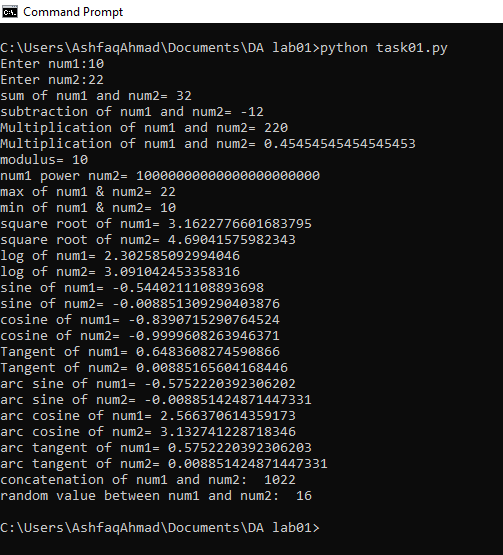 Command Prompt
C:\Users\AshfaqAhmad\Documents\DA lab01>python task01.py
Enter num1:10
Enter num2:22
sum of num1 and num2= 32
subtraction of num1 and num2= -12
Multiplication of num1 and num2= 220
Multiplication of num1 and num2= 0.45454545454545453
modulus= 10
num1 power num2= 10000000000000000000000
max of num1 & num2= 22
min of num1 & num2= 10
square root of num1= 3.1622776601683795
square root of num2= 4.69041575982343
log of num1= 2.302585092994046
log of num2= 3.091042453358316
sine of num1= -0.5440211108893698
sine of num2= -0.008851309290403876
cosine of num1= -0.8390715290764524
cosine of num2= -0.9999608263946371
Tangent of num1= 0.6483608274590866
Tangent of num2= 0.00885165604168446
arc sine of num1= -0.5752220392306202
arc sine of num2= -0.008851424871447331
arc cosine of num1= 2.566370614359173
arc cosine of num2= 3.132741228718346
arc tangent of num1= 0.5752220392306203
arc tangent of num2= 0.008851424871447331
concatenation of num1 and num2:  1022
random value between num1 and num2:  16
C:\Users\AshfaqAhmad\Documents\DA lab01>